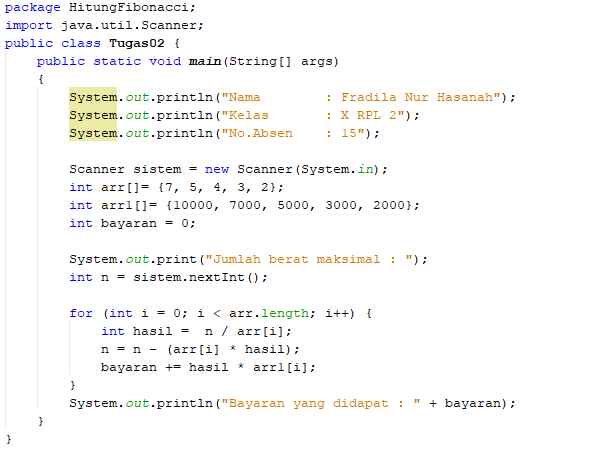 package HitungFibonacci;
import java.util.Scanner;
public class Tugas02 {
    public static void main(String[] args)
    {
        System.out.println("Nama        : Fradila Nur Hasanah");
        System.out.println("Kelas       : X RPL 2");
        System.out.println("No.Absen    : 15");

        Scanner sistem = new Scanner(System.in);
        int arr[]= {7, 5, 4, 3, 2};
        int arr1[]= {10000, 7000, 5000, 3000, 2000};
        int bayaran = 0;

        System.out.print("Jumlah berat maksimal : ");
        int n = sistem.nextInt();

        for (int i = 0; i < arr.length; i++) {
            int hasil =  n / arr[i];
            n = n - (arr[i] * hasil);
            bayaran += hasil * arr1[i];
        }
        System.out.println("Bayaran yang didapat : " + bayaran);
    }
}